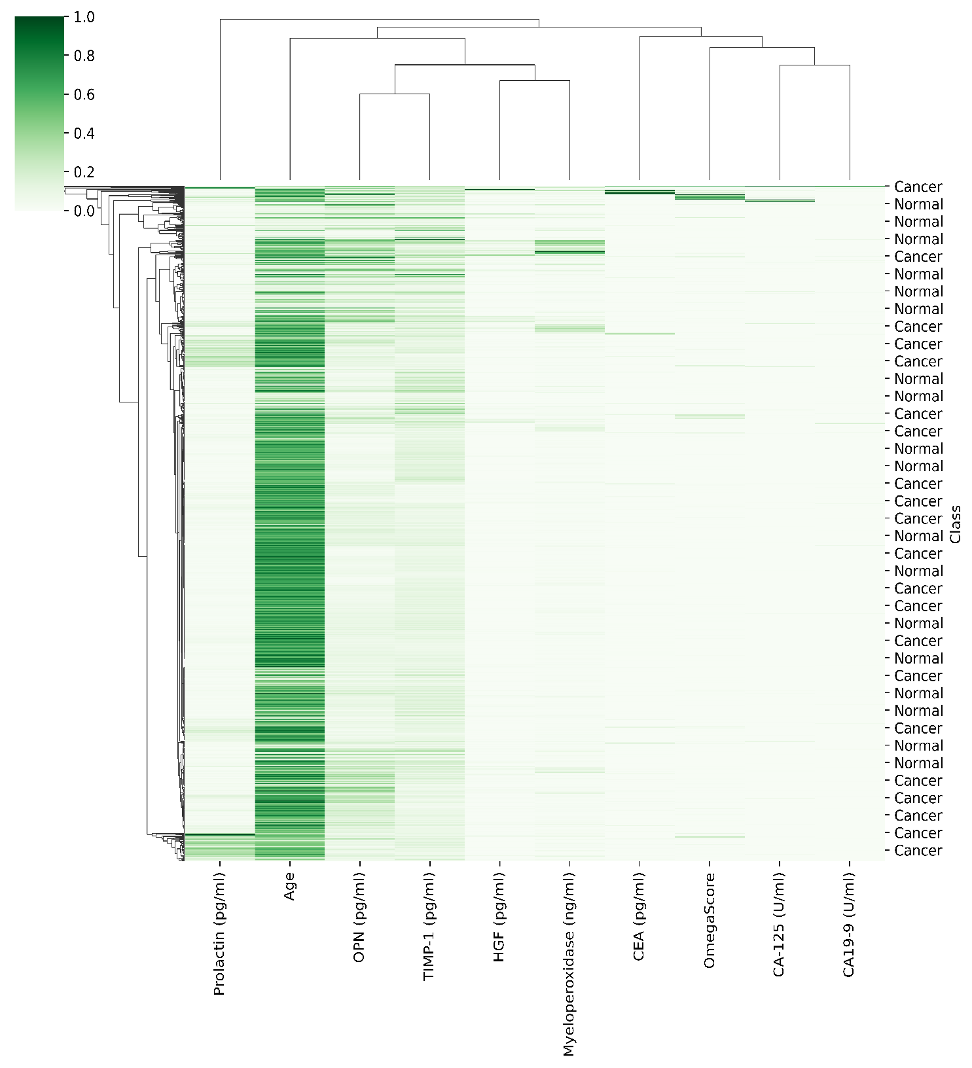 1.0
0.8
0.6
0.4
0.2
0.0
Cancer
Normal
Normal
Normal
Cancer
Normal
Normal
Normal
Cancer
Cancer
Cancer
Normal
Normal
Cancer
Cancer
Normal
Normal
Cancer
Cancer
Cancer
Normal
Cancer
Normal
Cancer
Cancer
Normal
Cancer
Normal
Cancer
Normal
Normal
Cancer
Normal
Normal
Cancer
Cancer
Cancer
Cancer
Cancer
Class
Prolactin (pg/ml)
Age
OPN (pg/ml)
TIMP-1 (pg/ml)
HGF (pg/ml)
Myeloperoxidase (ng/ml)
CEA (pg/ml)
OmegaScore
CA-125 (U/ml)
CA19-9 (U/ml)